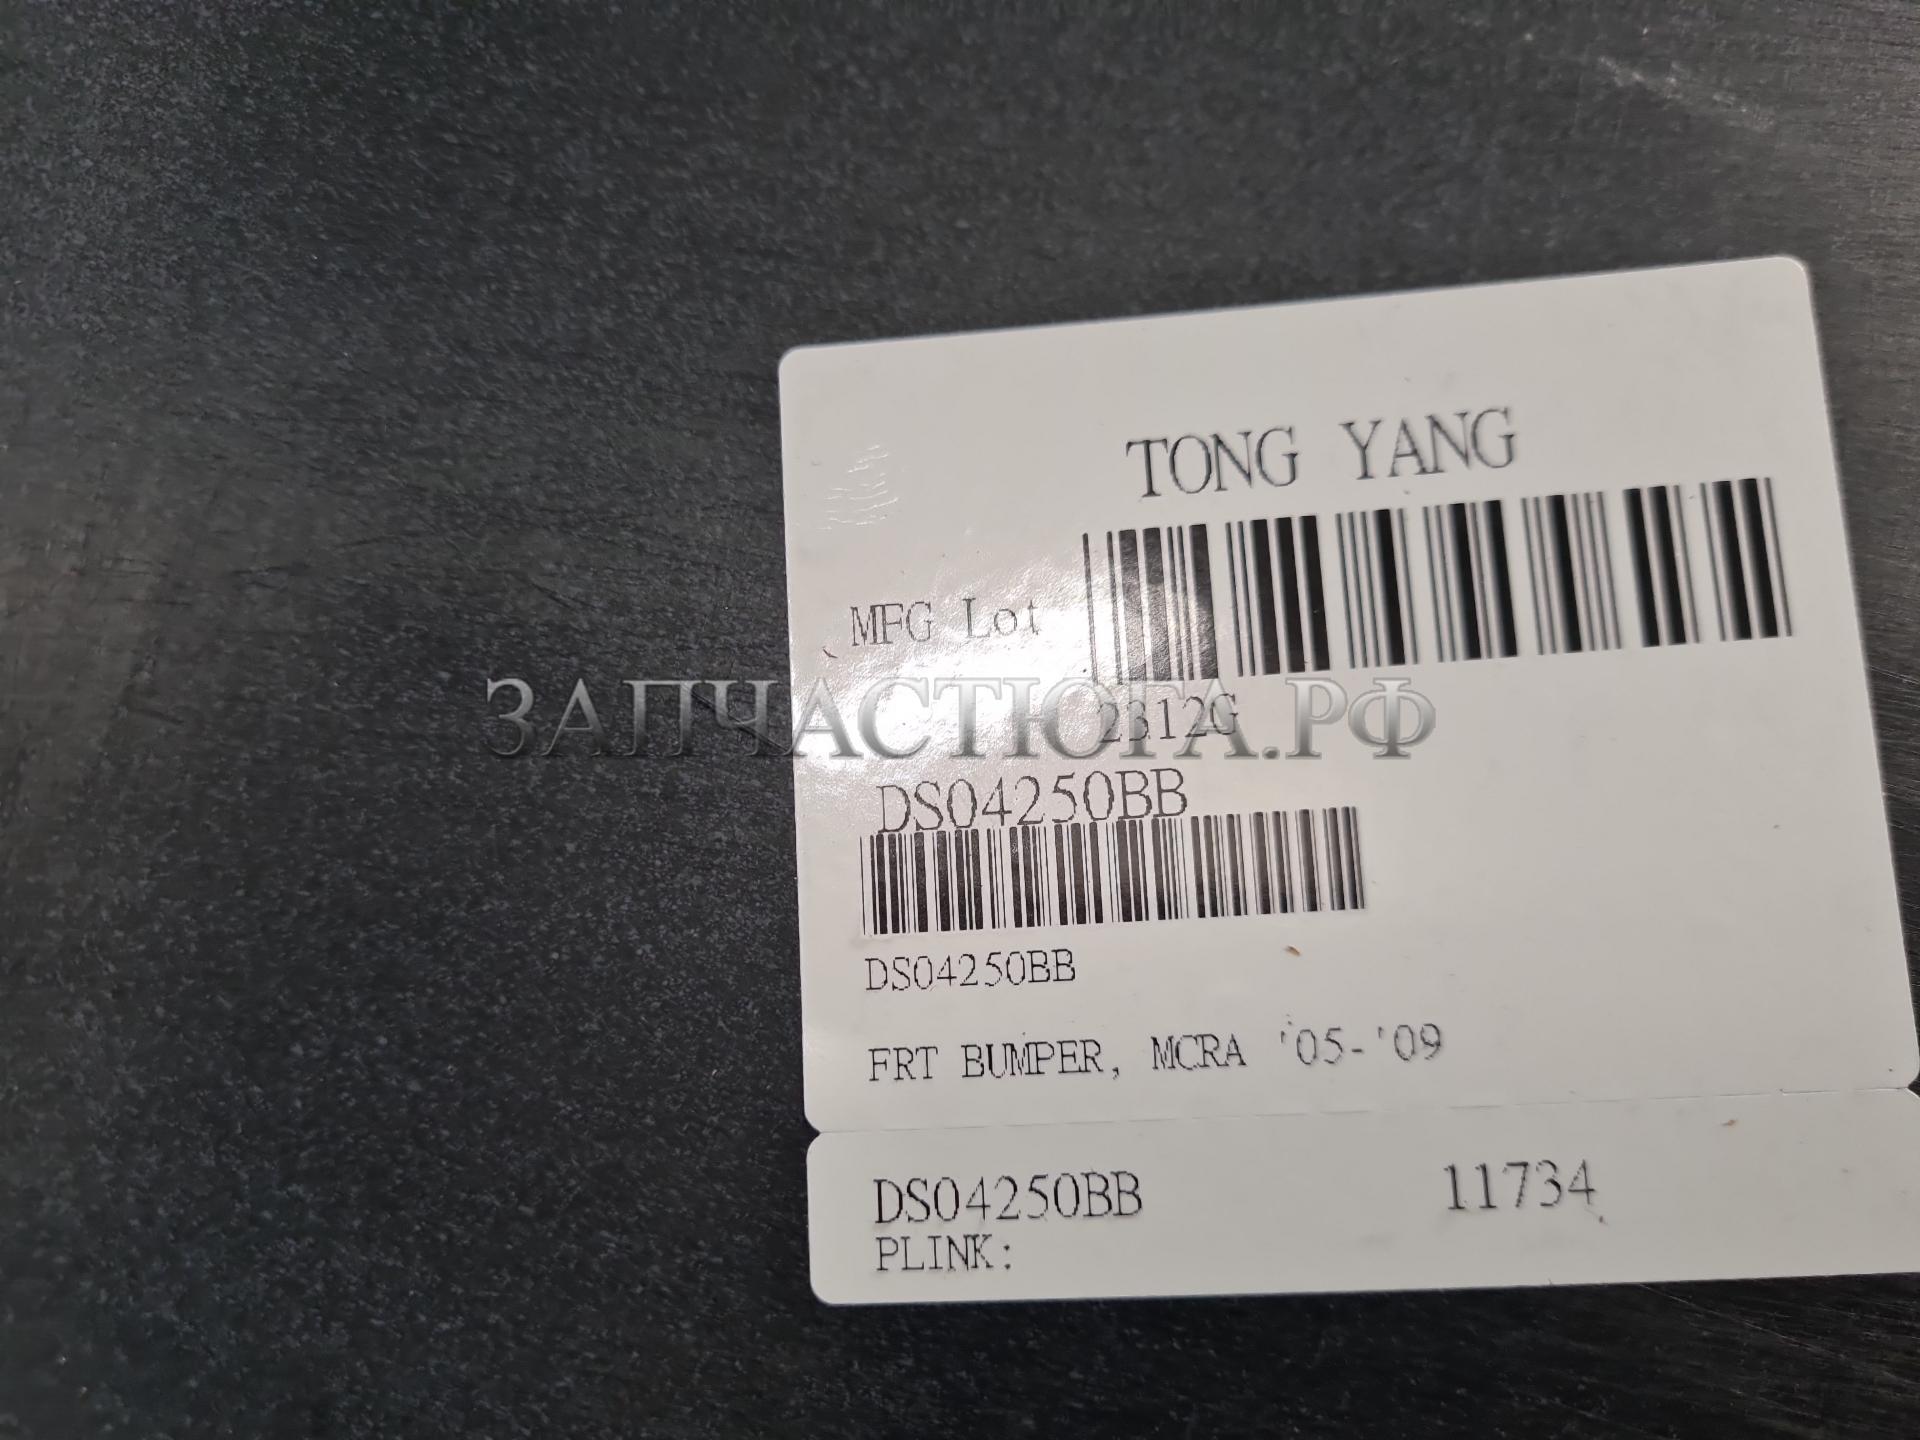 TONG YANG
MFG Lot
2312G
ЗАПЧАСТЮГА.РФ
DS04250BB
DS04250BB
FRT BUMPER, MCRA '05-'09
DS04250BB 11734
PLINK: